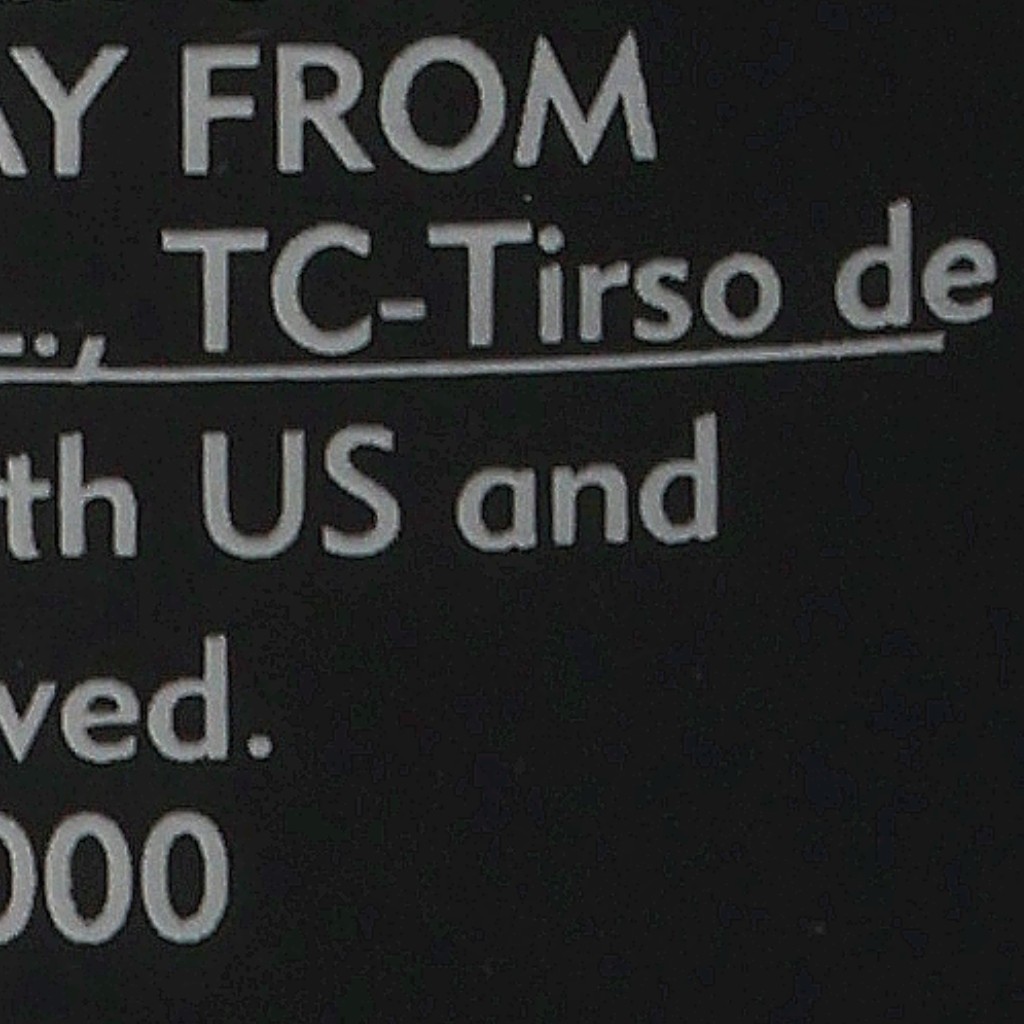 AY FROM
., TC-Tirso de
th US and
ved.
000